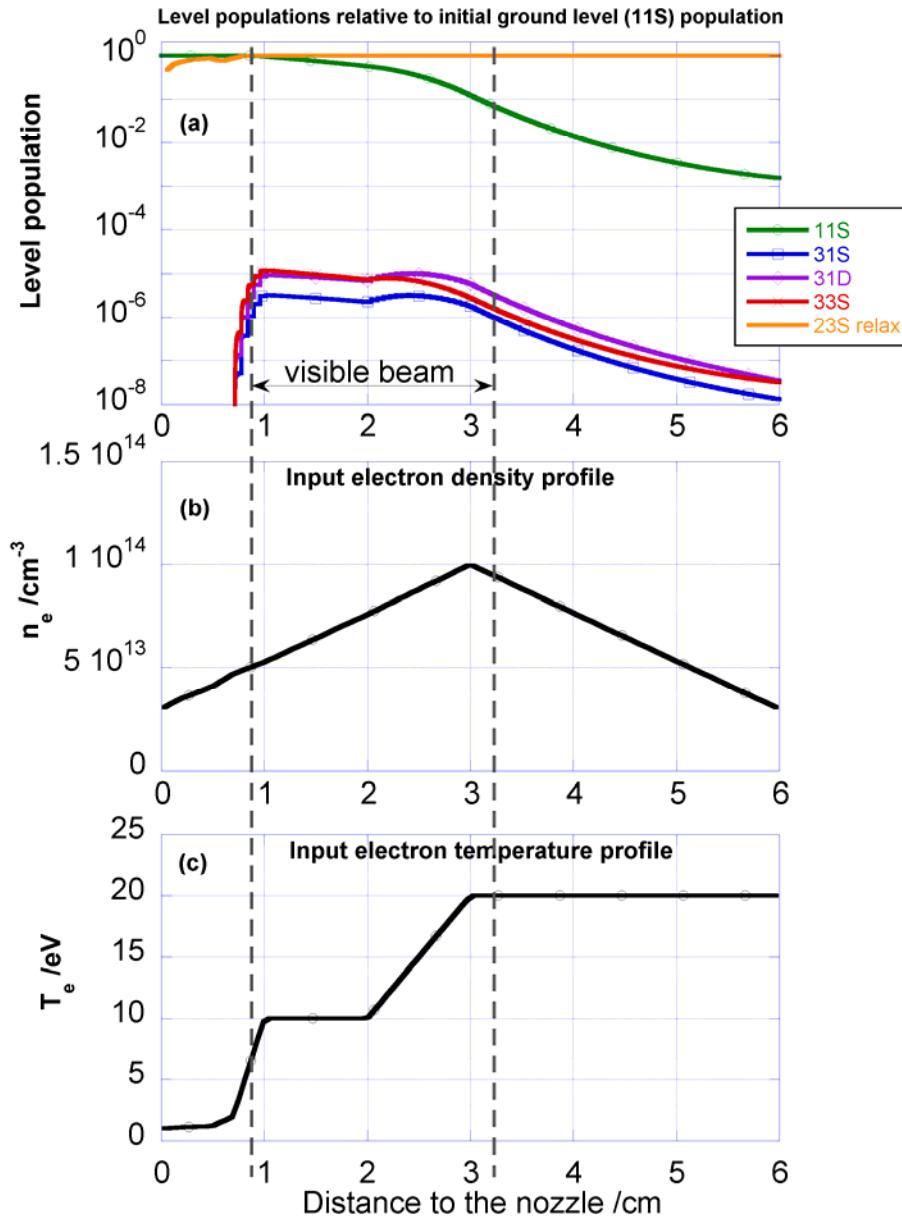 Level populations relative to initial ground level (11S) population
Level population
10^0
10^-2
10^-4
10^-6
10^-8
(a)
11S
31S
31D
33S
23S relax
visible beam
0 1 2 3 4 5 6
Input electron density profile
(b)
n_e /cm^-3
1.5 10^14
1 10^14
5 10^13
0
0 1 2 3 4 5 6
Input electron temperature profile
(c)
T_e /eV
25
20
15
10
5
0
0 1 2 3 4 5 6
Distance to the nozzle /cm